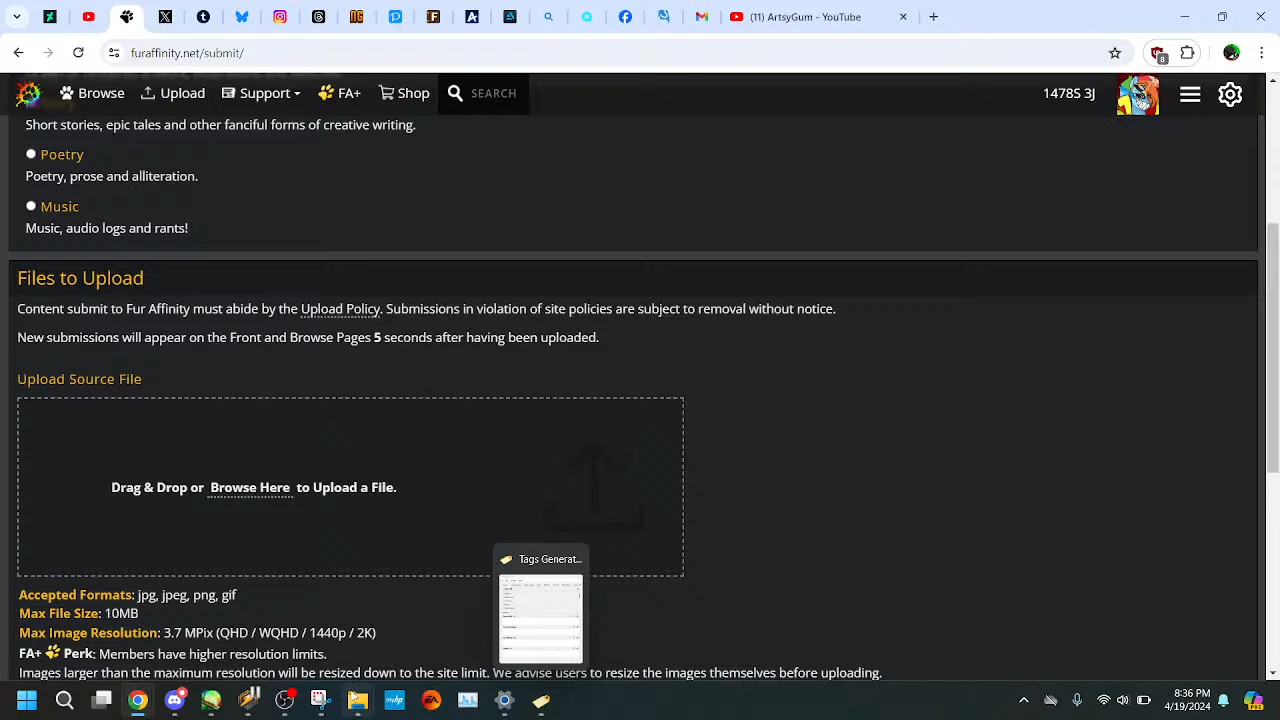 (11) ArtsyGum - YouTube
furaffinity.net/submit/
8
Browse Upload Support FA+ Shop SEARCH 1478S 3J
Short stories, epic tales and other fanciful forms of creative writing.
Poetry
Poetry, prose and alliteration.
Music
Music, audio logs and rants!
Files to Upload
Content submit to Fur Affinity must abide by the Upload Policy. Submissions in violation of site policies are subject to removal without notice.
New submissions will appear on the Front and Browse Pages 5 seconds after having been uploaded.
Upload Source File
Drag & Drop or Browse Here to Upload a File.
Tags Generat...
Accepted Formats: jpg, jpeg, png, gif
Max File Size: 10MB
Max Image Resolution: 3.7 MPix (QHD / WQHD / 1440p / 2K)
FA+ Perk: Members have higher resolution limits.
Images larger than the maximum resolution will be resized down to the site limit. We advise users to resize the images themselves before uploading.
8:36 PM
4/19/2024